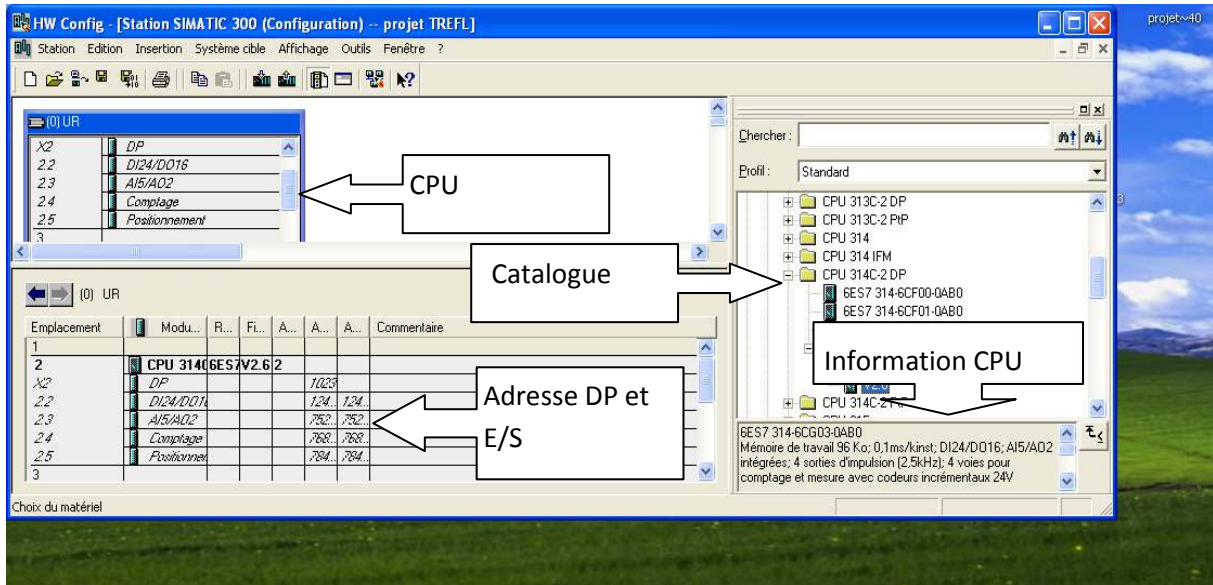 HW Config - [Station SIMATIC 300 (Configuration) -- projet TREFL]
Station Edition Insertion Système cible Affichage Outils Fenêtre ?
projet~40
(0) UR
X2 DP
2.2 DI24/DO16
2.3 AI5/AO2
2.4 Comptage
2.5 Positionnement
3
CPU
Chercher :
Profil : Standard
CPU 313C-2 DP
CPU 313C-2 PtP
CPU 314
CPU 314 IFM
CPU 314C-2 DP
6ES7 314-6CF00-0AB0
6ES7 314-6CF01-0AB0
Catalogue
Information CPU
V2.6
CPU 314C-2 PtP
(0) UR
Emplacement Modu... R... Fi... A... A... A... Commentaire
1
2 CPU 314C 6ES7 V2.6 2
X2 DP 1023
2.2 DI24/DO16 124... 124...
2.3 AI5/AO2 752... 752...
2.4 Comptage 768... 768...
2.5 Positionnem 784... 784...
3
Adresse DP et
E/S
6ES7 314-6CG03-0AB0
Mémoire de travail 96 Ko; 0,1ms/kinst; DI24/DO16; AI5/AO2
intégrées; 4 sorties d'impulsion (2,5kHz); 4 voies pour
comptage et mesure avec codeurs incrémentaux 24V
Choix du matériel